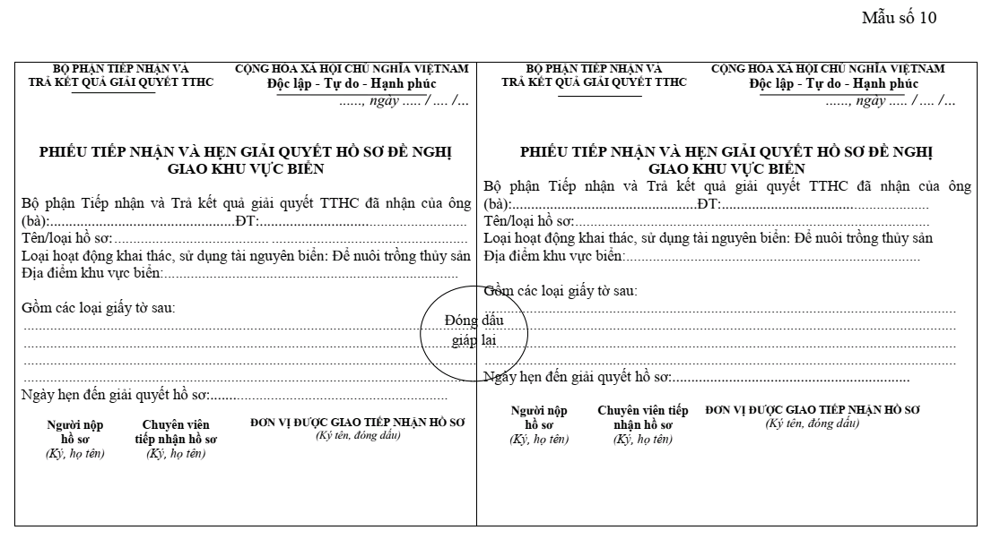 Mẫu số 10
BỘ PHẬN TIẾP NHẬN VÀ
TRẢ KẾT QUẢ GIẢI QUYẾT TTHC
CỘNG HÒA XÃ HỘI CHỦ NGHĨA VIỆT NAM
Độc lập - Tự do - Hạnh phúc
......, ngày ..... / .... /...
PHIẾU TIẾP NHẬN VÀ HẸN GIẢI QUYẾT HỒ SƠ ĐỀ NGHỊ
GIAO KHU VỰC BIỂN
Bộ phận Tiếp nhận và Trả kết quả giải quyết TTHC đã nhận của ông
(bà):..................................................ĐT:.........................................................
Tên/loại hồ sơ:................................................................................................
Loại hoạt động khai thác, sử dụng tài nguyên biển: Để nuôi trồng thủy sản
Địa điểm khu vực biển:................................................................................
Gồm các loại giấy tờ sau:
..............................................................................................................................
..............................................................................................................................
..............................................................................................................................
..............................................................................................................................
Ngày hẹn đến giải quyết hồ sơ:.................................................................
Người nộp
hồ sơ
(Ký, họ tên)
Chuyên viên
tiếp nhận hồ sơ
(Ký, họ tên)
ĐƠN VỊ ĐƯỢC GIAO TIẾP NHẬN HỒ SƠ
(Ký tên, đóng dấu)
Đóng dấu
giáp lai
BỘ PHẬN TIẾP NHẬN VÀ
TRẢ KẾT QUẢ GIẢI QUYẾT TTHC
CỘNG HÒA XÃ HỘI CHỦ NGHĨA VIỆT NAM
Độc lập - Tự do - Hạnh phúc
......, ngày ..... / .... /...
PHIẾU TIẾP NHẬN VÀ HẸN GIẢI QUYẾT HỒ SƠ ĐỀ NGHỊ
GIAO KHU VỰC BIỂN
Bộ phận Tiếp nhận và Trả kết quả giải quyết TTHC đã nhận của ông
(bà):..................................................ĐT:.........................................................
Tên/loại hồ sơ:................................................................................................
Loại hoạt động khai thác, sử dụng tài nguyên biển: Để nuôi trồng thủy sản
Địa điểm khu vực biển:................................................................................
Gồm các loại giấy tờ sau:
..............................................................................................................................
..............................................................................................................................
..............................................................................................................................
..............................................................................................................................
Ngày hẹn đến giải quyết hồ sơ:.................................................................
Người nộp
hồ sơ
(Ký, họ tên)
Chuyên viên tiếp
nhận hồ sơ
(Ký, họ tên)
ĐƠN VỊ ĐƯỢC GIAO TIẾP NHẬN HỒ SƠ
(Ký tên, đóng dấu)